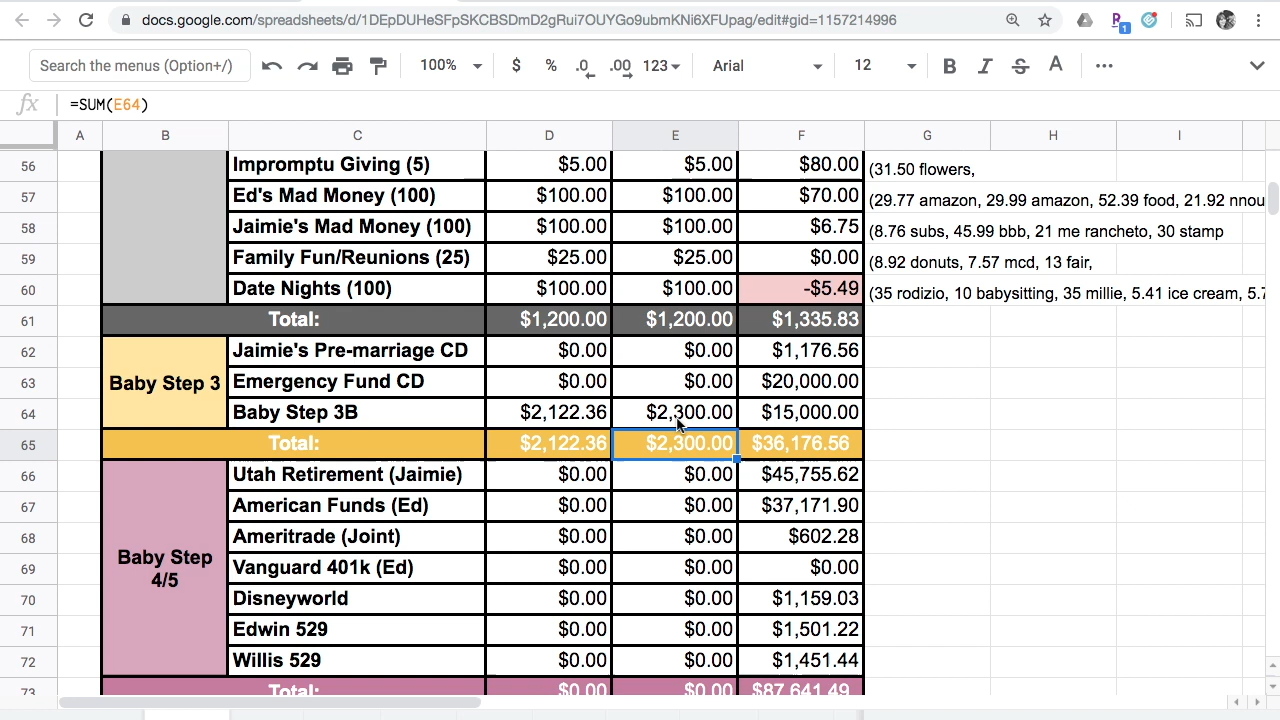 docs.google.com/spreadsheets/d/1DEpDUHeSFpSKCBSDmD2gRui7OUYGo9ubmKNi6XFUpag/edit#gid=1157214996
1
Search the menus (Option+/) 100% $ % .0 .00 123 Arial 12 B I S A
fx =SUM(E64)
A B C D E F G H I
56 Impromptu Giving (5) $5.00 $5.00 $80.00 (31.50 flowers,
57 Ed's Mad Money (100) $100.00 $100.00 $70.00 (29.77 amazon, 29.99 amazon, 52.39 food, 21.92 nnou
58 Jaimie's Mad Money (100) $100.00 $100.00 $6.75 (8.76 subs, 45.99 bbb, 21 me rancheto, 30 stamp
59 Family Fun/Reunions (25) $25.00 $25.00 $0.00 (8.92 donuts, 7.57 mcd, 13 fair,
60 Date Nights (100) $100.00 $100.00 -$5.49 (35 rodizio, 10 babysitting, 35 millie, 5.41 ice cream, 5.7
61 Total: $1,200.00 $1,200.00 $1,335.83
62 Jaimie's Pre-marriage CD $0.00 $0.00 $1,176.56
63 Baby Step 3 Emergency Fund CD $0.00 $0.00 $20,000.00
64 Baby Step 3B $2,122.36 $2,300.00 $15,000.00
65 Total: $2,122.36 $2,300.00 $36,176.56
66 Utah Retirement (Jaimie) $0.00 $0.00 $45,755.62
67 American Funds (Ed) $0.00 $0.00 $37,171.90
68 Ameritrade (Joint) $0.00 $0.00 $602.28
Baby Step
69 Vanguard 401k (Ed) $0.00 $0.00 $0.00
4/5
70 Disneyworld $0.00 $0.00 $1,159.03
71 Edwin 529 $0.00 $0.00 $1,501.22
72 Willis 529 $0.00 $0.00 $1,451.44
73 Total: $0.00 $0.00 $87,641.49